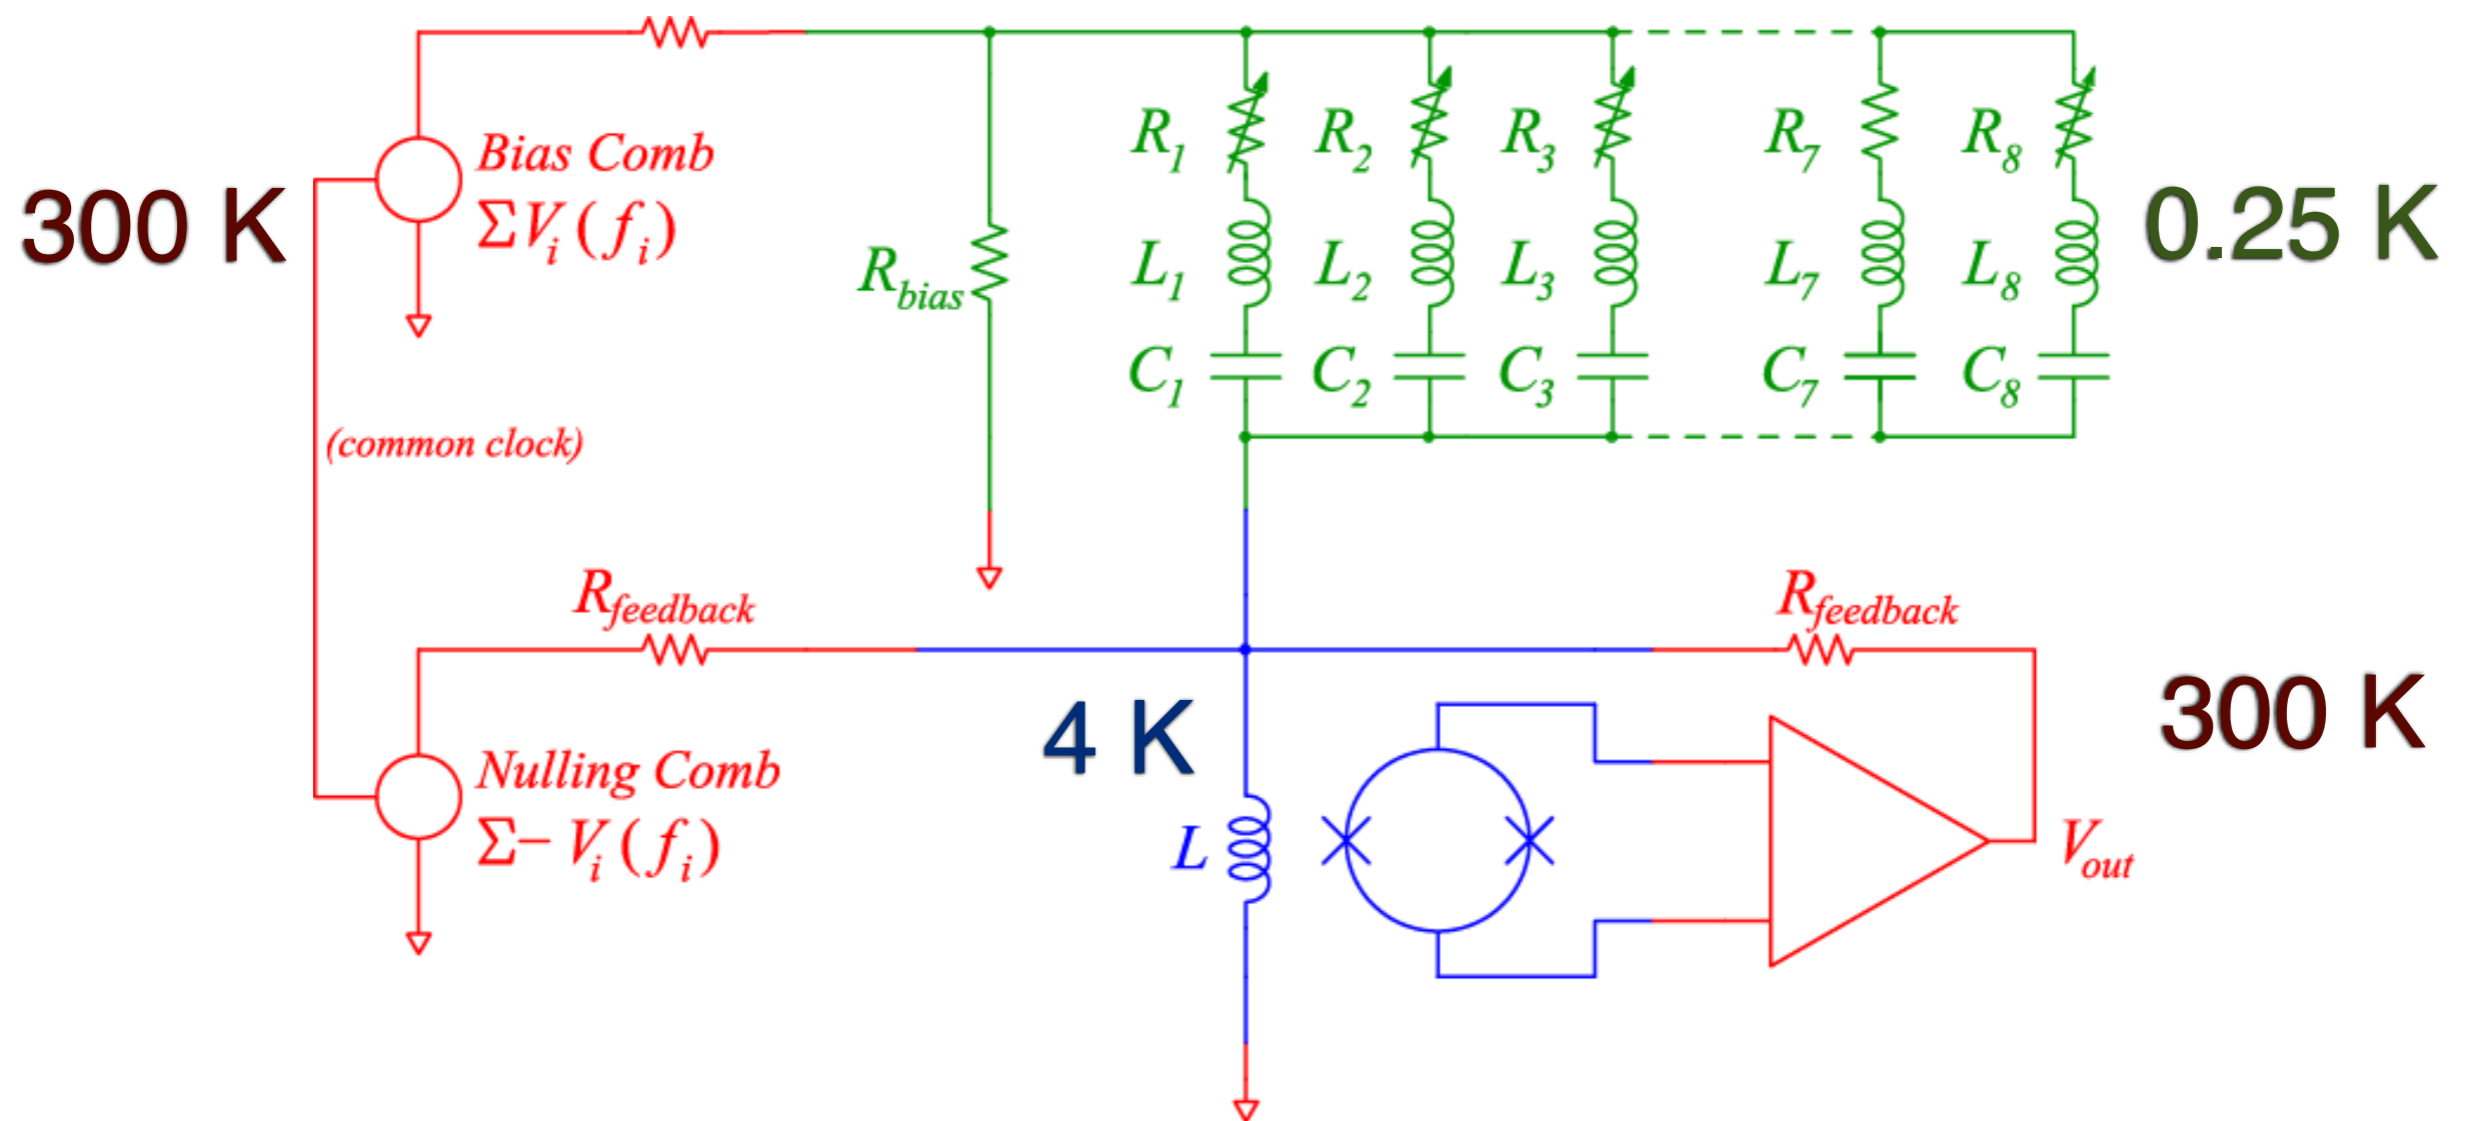 Bias Comb
Σ V_i (f_i)
300 K
R_1 R_2 R_3 R_7 R_8
0.25 K
R_bias
L_1 L_2 L_3 L_7 L_8
C_1 C_2 C_3 C_7 C_8
(common clock)
R_feedback
R_feedback
4 K
300 K
Nulling Comb
Σ− V_i (f_i)
L
V_out